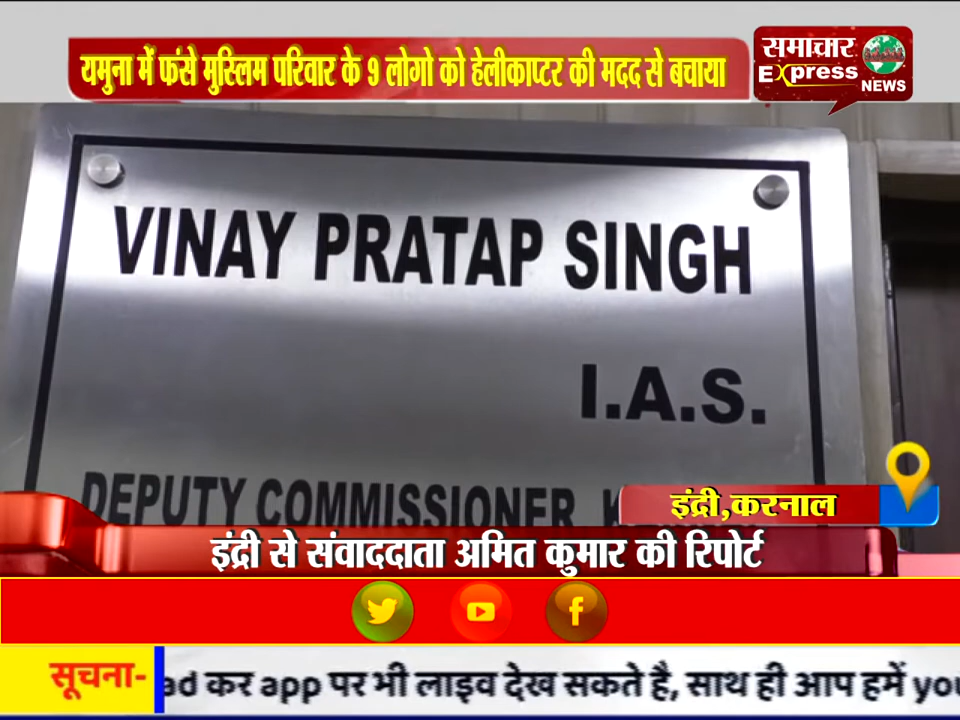 यमुना में फंसे मुस्लिम परिवार के 9 लोगो को हेलीकाप्टर की मदद से बचाया
समाचार
Express
NEWS
VINAY PRATAP SINGH
I.A.S.
DEPUTY COMMISSIONER
इंद्री,करनाल
इंद्री से संवाददाता अमित कुमार की रिपोर्ट
सूचना- ad कर app पर भी लाइव देख सकते है, साथ ही आप हमें you